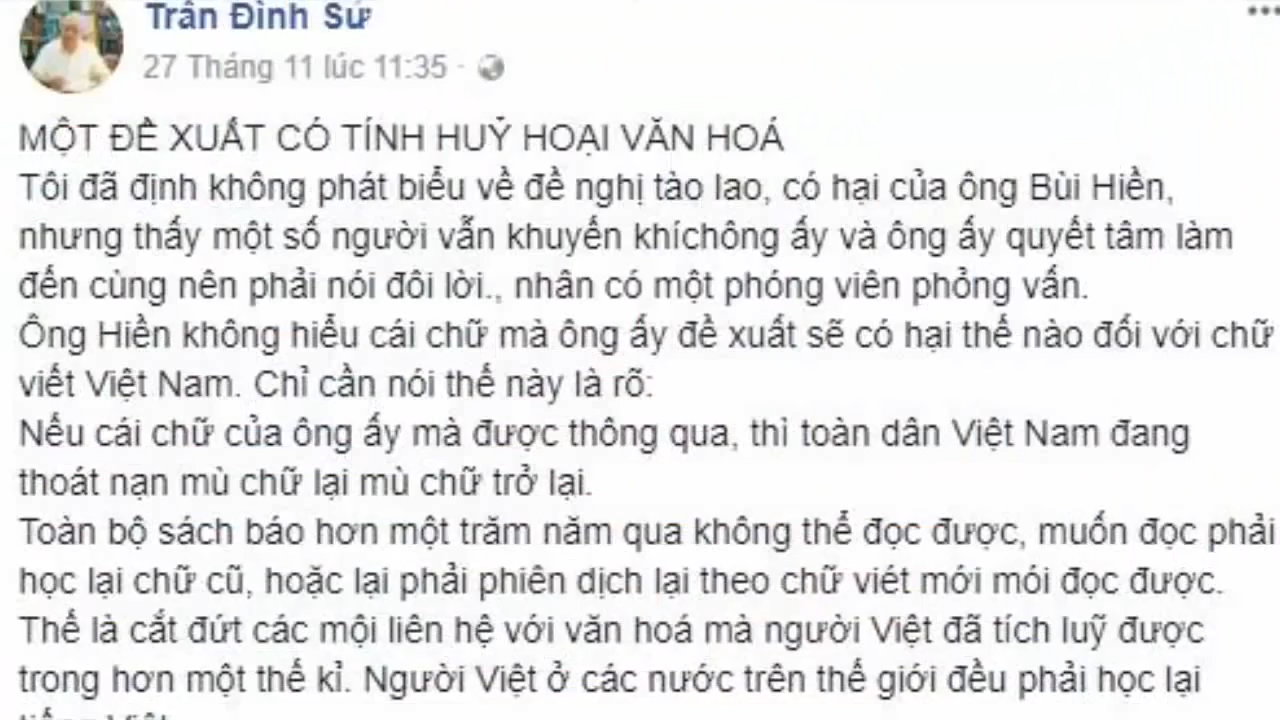 Trần Đình Sử
27 Tháng 11 lúc 11:35 ·
MỘT ĐỀ XUẤT CÓ TÍNH HUỶ HOẠI VĂN HOÁ
Tôi đã định không phát biểu về đề nghị tào lao, có hại của ông Bùi Hiền,
nhưng thấy một số người vẫn khuyến khíchông ấy và ông ấy quyết tâm làm
đến cùng nên phải nói đôi lời., nhân có một phóng viên phỏng vấn.
Ông Hiền không hiểu cái chữ mà ông ấy đề xuất sẽ có hại thế nào đối với chữ
viết Việt Nam. Chỉ cần nói thế này là rõ:
Nếu cái chữ của ông ấy mà được thông qua, thì toàn dân Việt Nam đang
thoát nạn mù chữ lại mù chữ trở lại.
Toàn bộ sách báo hơn một trăm năm qua không thể đọc được, muốn đọc phải
học lại chữ cũ, hoặc lại phải phiên dịch lại theo chữ viét mới mói đọc được.
Thế là cắt đứt các mội liên hệ với văn hoá mà người Việt đã tích luỹ được
trong hơn một thế kỉ. Người Việt ở các nước trên thế giới đều phải học lại
tiếng Việt